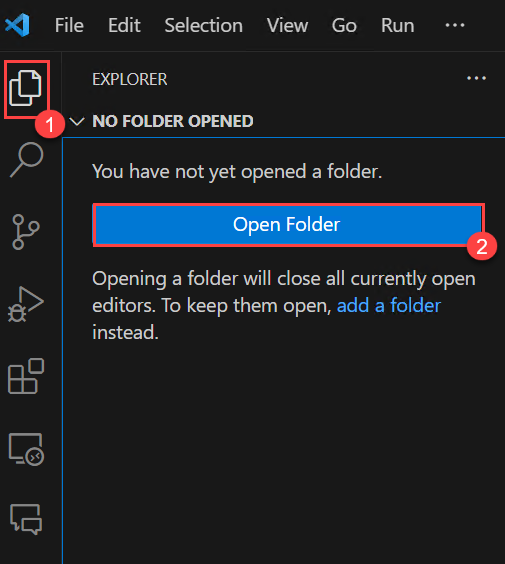 File Edit Selection View Go Run ...
EXPLORER ...
1
NO FOLDER OPENED
You have not yet opened a folder.
Open Folder
2
Opening a folder will close all currently open
editors. To keep them open, add a folder
instead.